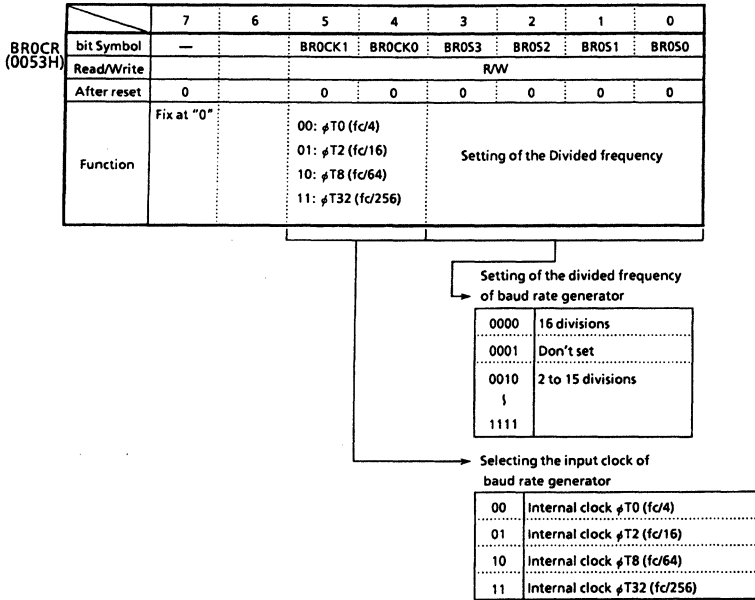 7 6 5 4 3 2 1 0
BR0CR
(0053H)
bit Symbol — BR0CK1 BR0CK0 BR0S3 BR0S2 BR0S1 BR0S0
Read/Write R/W
After reset 0 0 0 0 0 0 0
Function
Fix at "0"
00: φT0 (fc/4)
01: φT2 (fc/16)
10: φT8 (fc/64)
11: φT32 (fc/256)
Setting of the Divided frequency
Setting of the divided frequency
of baud rate generator
0000 16 divisions
0001 Don't set
0010 2 to 15 divisions
≀
1111
Selecting the input clock of
baud rate generator
00 Internal clock φT0 (fc/4)
01 Internal clock φT2 (fc/16)
10 Internal clock φT8 (fc/64)
11 Internal clock φT32 (fc/256)